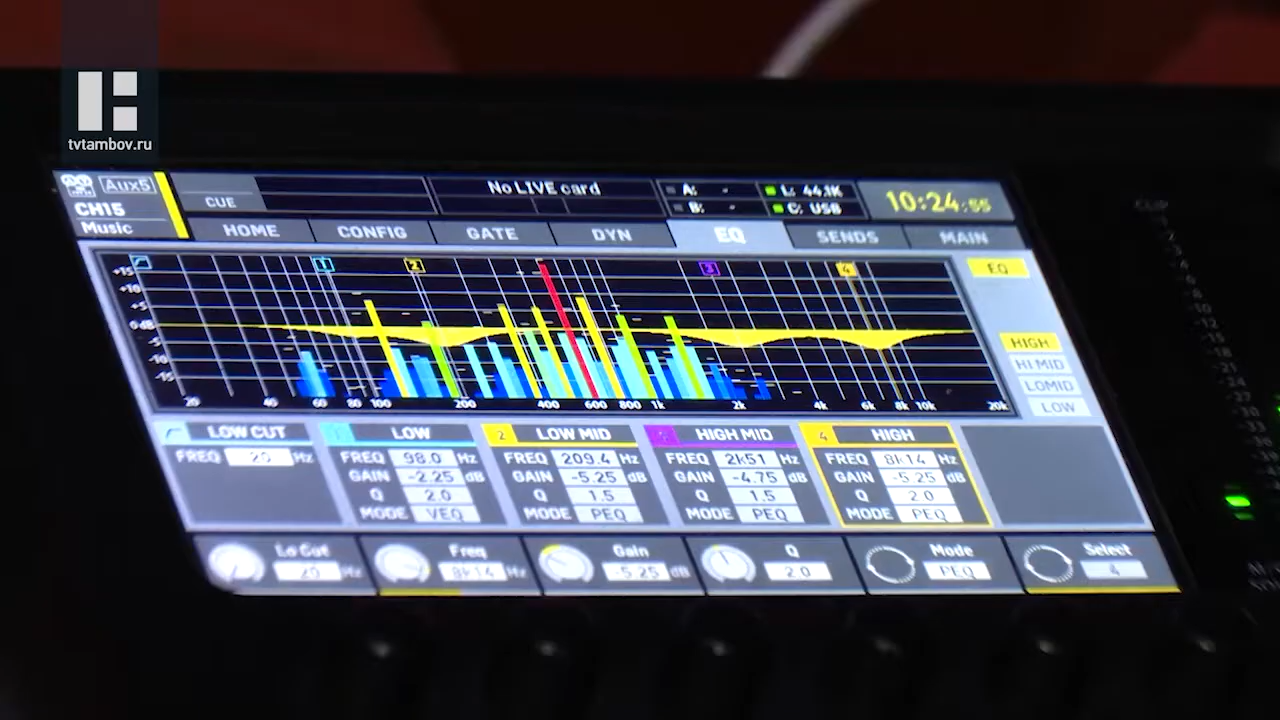 tvtambov.ru
Aux5 CUE No LIVE card A: - L: 44.1K 10:24:55
CH15 B: - C: USB
Music HOME CONFIG GATE DYN EQ SENDS MAIN
1 2 3 4 EQ
+15
+10
+5
0 dB
-5 HIGH
-10 HI MID
-15 LOMID
20 40 60 80 100 200 400 600 800 1k 2k 4k 6k 8k 10k 20k LOW
LOW CUT 1 LOW 2 LOW MID HIGH MID 4 HIGH
FREQ 20 Hz FREQ 98.0 Hz FREQ 209.4 Hz FREQ 2k51 Hz FREQ 8k14 Hz
GAIN -2.25 dB GAIN -5.25 dB GAIN -4.75 dB GAIN -5.25 dB
Q 2.0 Q 1.5 Q 1.5 Q 2.0
MODE VEQ MODE PEQ MODE PEQ MODE PEQ
Lo Cut Freq Gain Q Mode Select
20 Hz 8k14 Hz -5.25 dB 2.0 PEQ 4